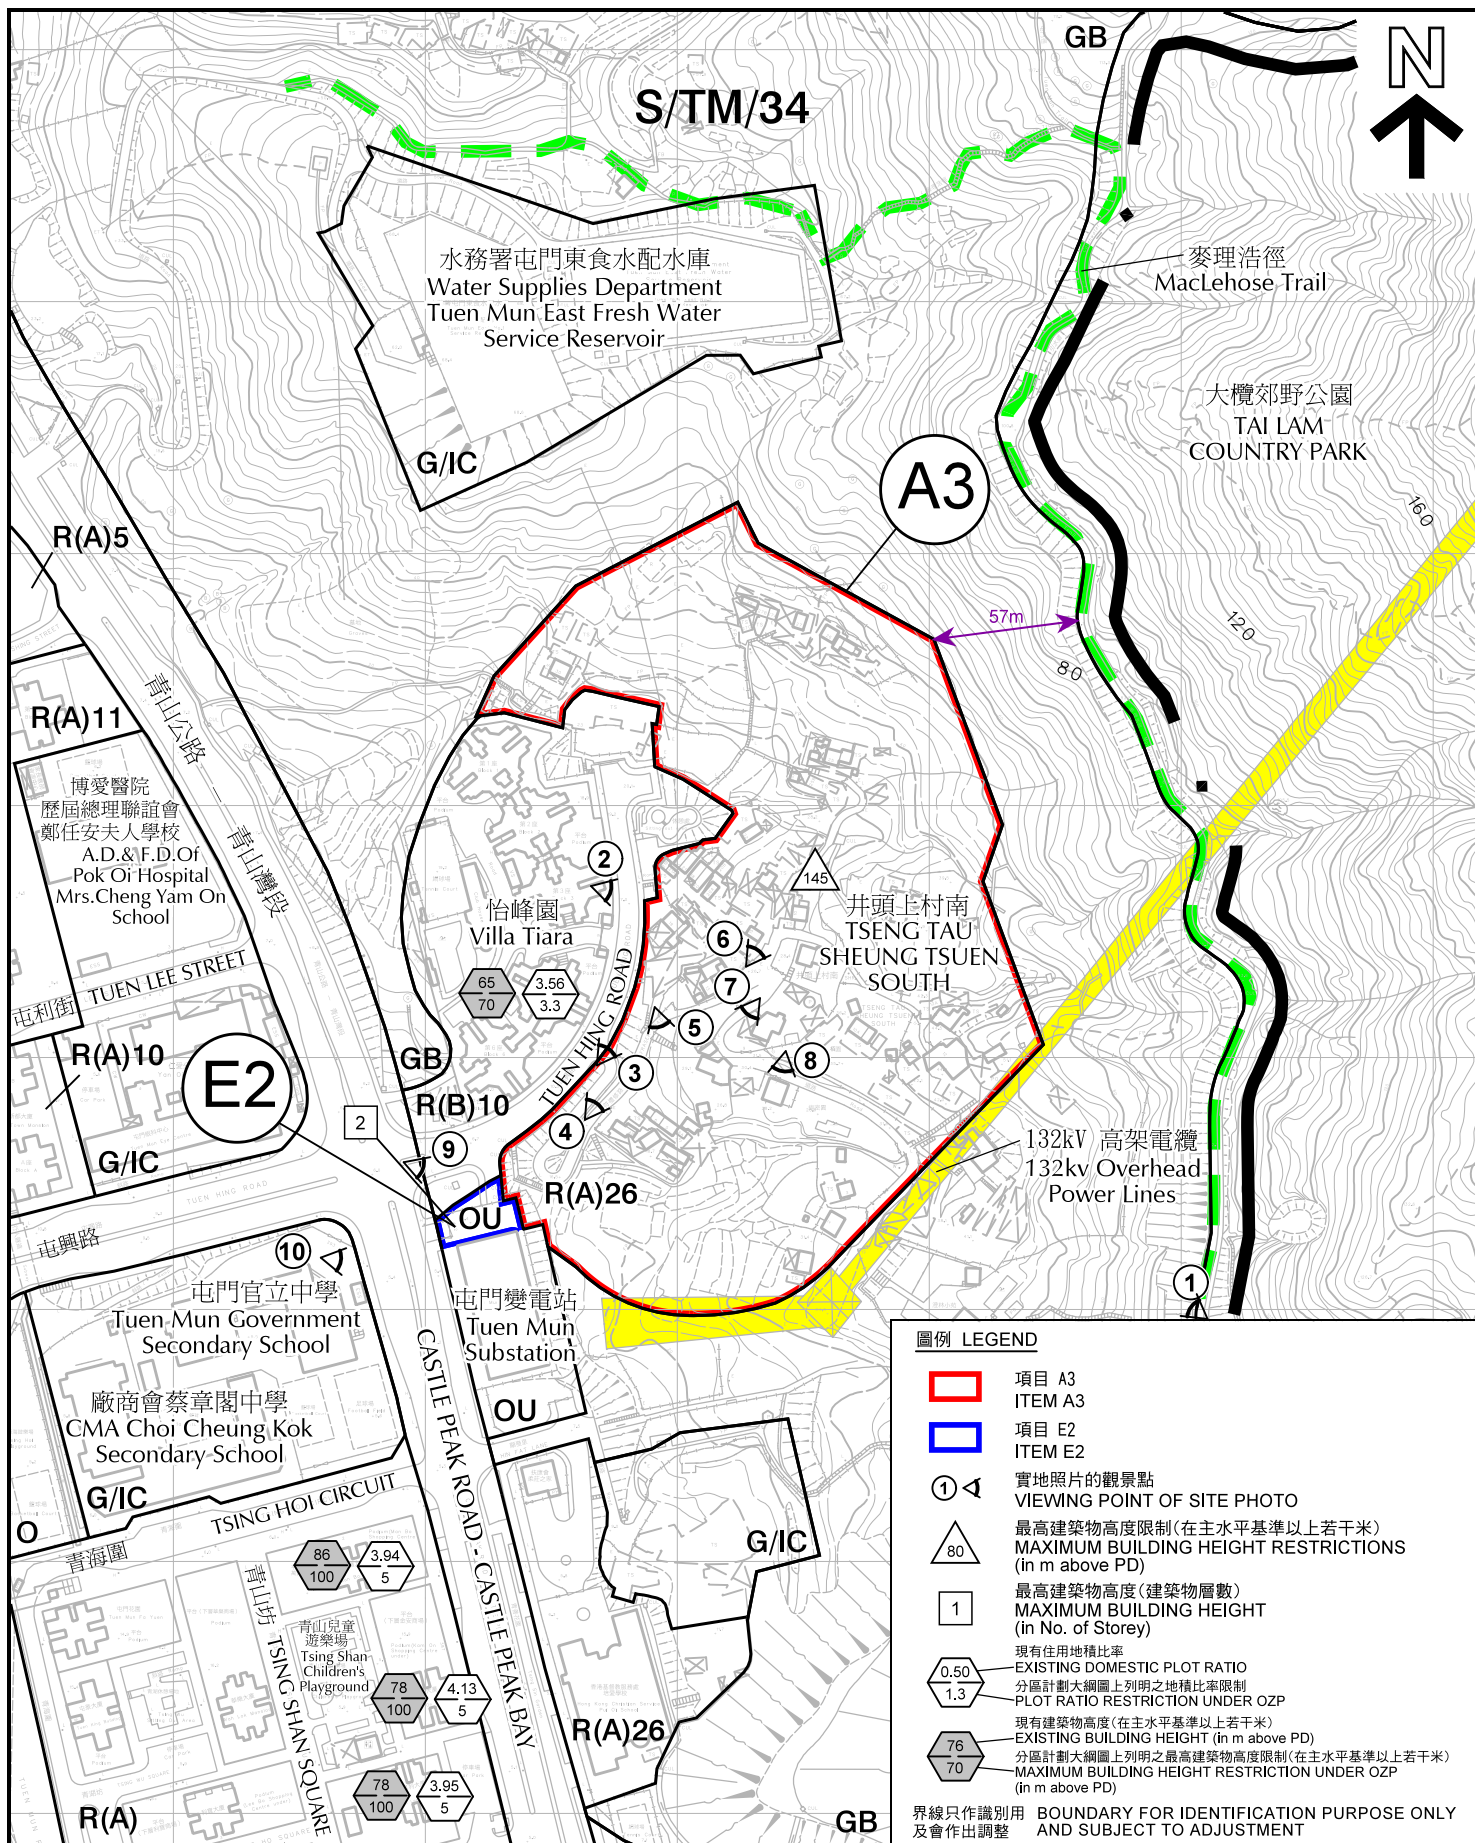 GB
N
S/TM/34
水務署屯門東食水配水庫
Water Supplies Department
Tuen Mun East Fresh Water
Service Reservoir
G/IC
麥理浩徑
MacLehose Trail
大欖郊野公園
TAI LAM
COUNTRY PARK
A3
160
120
80
57m
R(A)5
R(A)11
青山公路 — 青山灣段
博愛醫院
歷屆總理聯誼會
鄭任安夫人學校
A.D.& F.D.Of
Pok Oi Hospital
Mrs.Cheng Yam On
School
2
怡峰園
Villa Tiara
65
70
3.56
3.3
145
井頭上村南
TSENG TAU
SHEUNG TSUEN
SOUTH
6
7
5
8
3
4
TUEN HING ROAD
屯利街 TUEN LEE STREET
R(A)10
GB
E2
R(B)10
2
9
G/IC
R(A)26
OU
132kV 高架電纜
132kv Overhead
Power Lines
TUEN HING ROAD
屯興路
10
屯門官立中學
Tuen Mun Government
Secondary School
屯門變電站
Tuen Mun
Substation
OU
1
廠商會蔡章閣中學
CMA Choi Cheung Kok
Secondary School
G/IC
O
青海圍
TSING HOI CIRCUIT
CASTLE PEAK ROAD - CASTLE PEAK BAY
G/IC
86
100
3.94
5
青山坊 TSING SHAN SQUARE
青山兒童
遊樂場
Tsing Shan
Children's
Playground
78
100
4.13
5
R(A)26
78
100
3.95
5
R(A)
GB
圖例 LEGEND
項目 A3
ITEM A3
項目 E2
ITEM E2
1
實地照片的觀景點
VIEWING POINT OF SITE PHOTO
80
最高建築物高度限制(在主水平基準以上若干米)
MAXIMUM BUILDING HEIGHT RESTRICTIONS
(in m above PD)
1
最高建築物高度(建築物層數)
MAXIMUM BUILDING HEIGHT
(in No. of Storey)
0.50
1.3
現有住用地積比率
EXISTING DOMESTIC PLOT RATIO
分區計劃大綱圖上列明之地積比率限制
PLOT RATIO RESTRICTION UNDER OZP
76
70
現有建築物高度(在主水平基準以上若干米)
EXISTING BUILDING HEIGHT (in m above PD)
分區計劃大綱圖上列明之最高建築物高度限制(在主水平基準以上若干米)
MAXIMUM BUILDING HEIGHT RESTRICTION UNDER OZP
(in m above PD)
界線只作識別用 BOUNDARY FOR IDENTIFICATION PURPOSE ONLY
及會作出調整 AND SUBJECT TO ADJUSTMENT